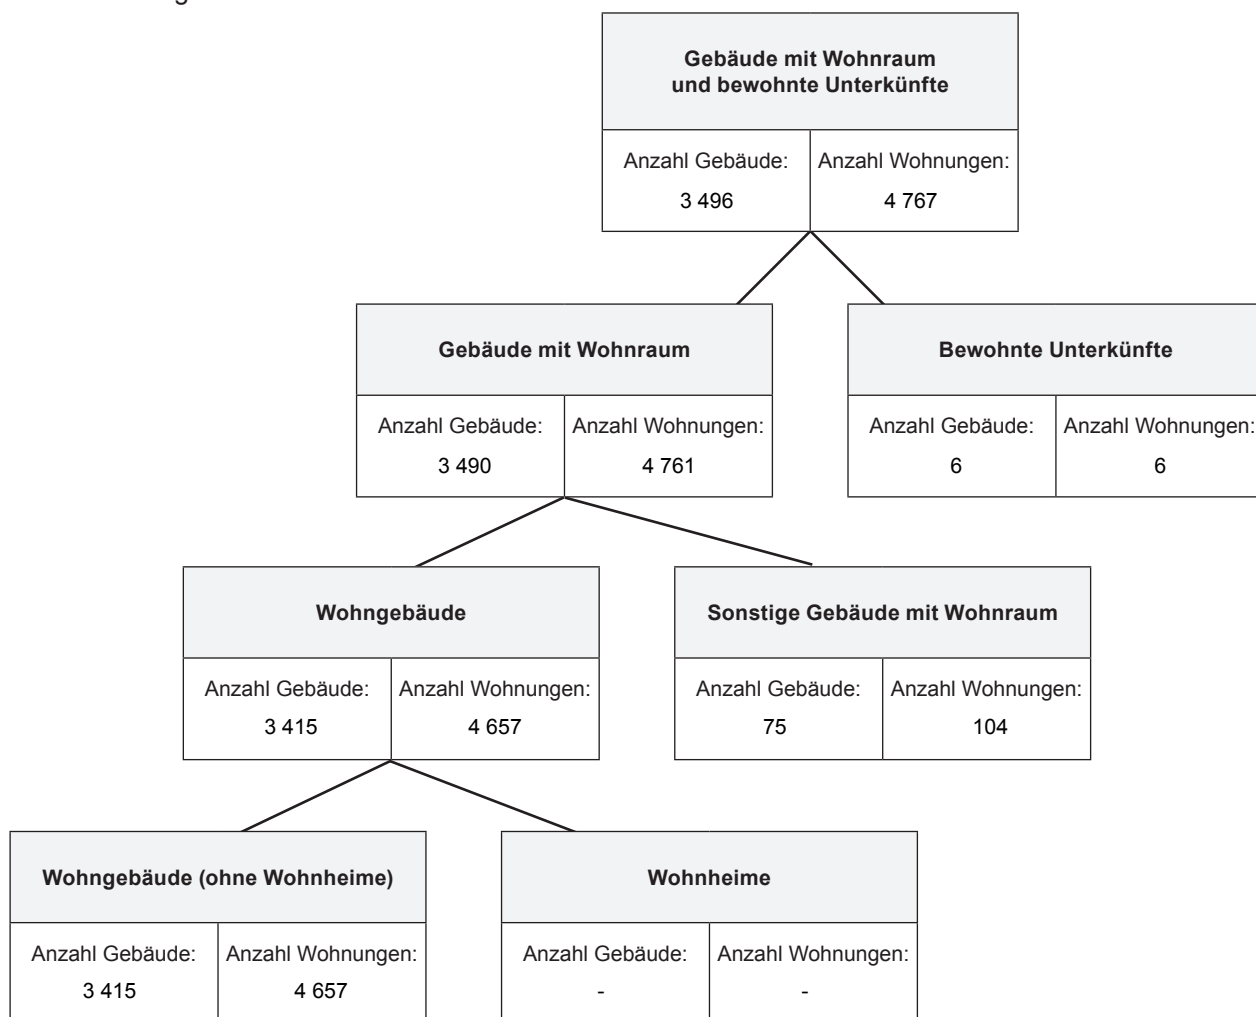 Gebäude mit Wohnraum
und bewohnte Unterkünfte
Anzahl Gebäude: Anzahl Wohnungen:
3 496 4 767
Gebäude mit Wohnraum
Anzahl Gebäude: Anzahl Wohnungen:
3 490 4 761
Bewohnte Unterkünfte
Anzahl Gebäude: Anzahl Wohnungen:
6 6
Wohngebäude
Anzahl Gebäude: Anzahl Wohnungen:
3 415 4 657
Sonstige Gebäude mit Wohnraum
Anzahl Gebäude: Anzahl Wohnungen:
75 104
Wohngebäude (ohne Wohnheime)
Anzahl Gebäude: Anzahl Wohnungen:
3 415 4 657
Wohnheime
Anzahl Gebäude: Anzahl Wohnungen:
- -